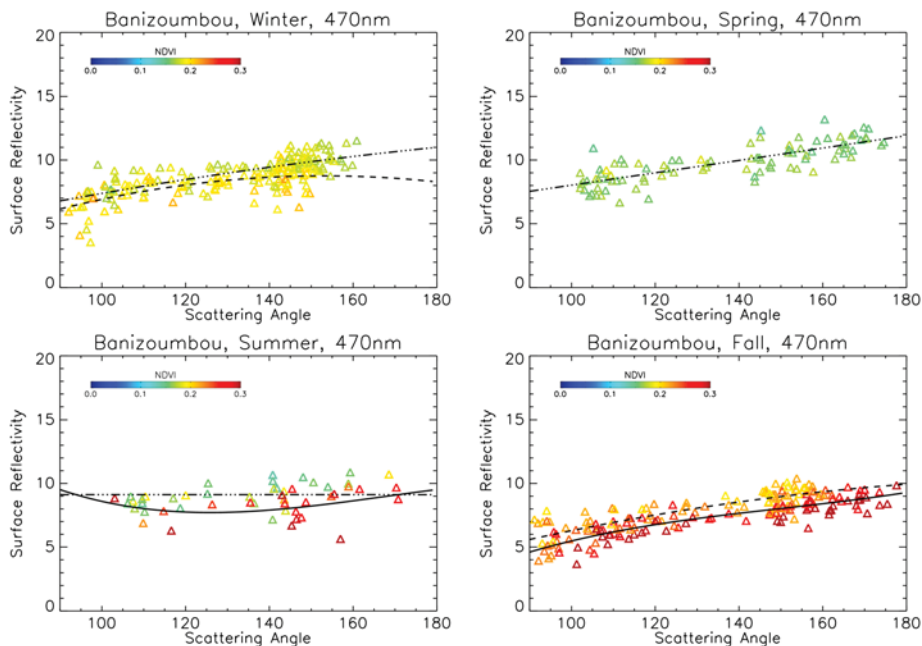 Banizoumbou, Winter, 470nm
NDVI
0.0 0.1 0.2 0.3
20
15
10
5
0
Surface Reflectivity
100 120 140 160 180
Scattering Angle
Banizoumbou, Spring, 470nm
NDVI
0.0 0.1 0.2 0.3
20
15
10
5
0
Surface Reflectivity
100 120 140 160 180
Scattering Angle
Banizoumbou, Summer, 470nm
NDVI
0.0 0.1 0.2 0.3
20
15
10
5
0
Surface Reflectivity
100 120 140 160 180
Scattering Angle
Banizoumbou, Fall, 470nm
NDVI
0.0 0.1 0.2 0.3
20
15
10
5
0
Surface Reflectivity
100 120 140 160 180
Scattering Angle